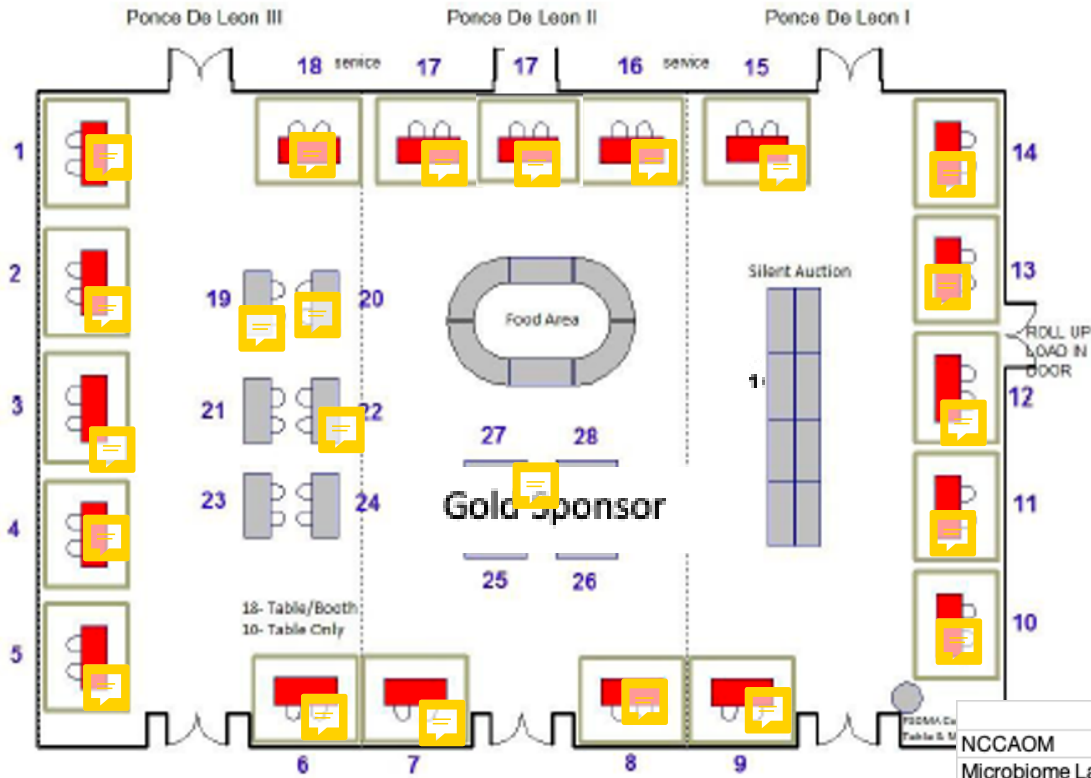 Ponce De Leon III
Ponce De Leon II
Ponce De Leon I
18 service 17 17 16 service 15
1
14
2
13
19
20
Silent Auction
Food Area
ROLL UP
LOAD IN
DOOR
3
21
22
12
27
28
4
23
24
Gold Sponsor
11
25
26
18- Table/Booth
10- Table Only
5
10
6
7
8
9
Table &
NCCAOM
Microbiome